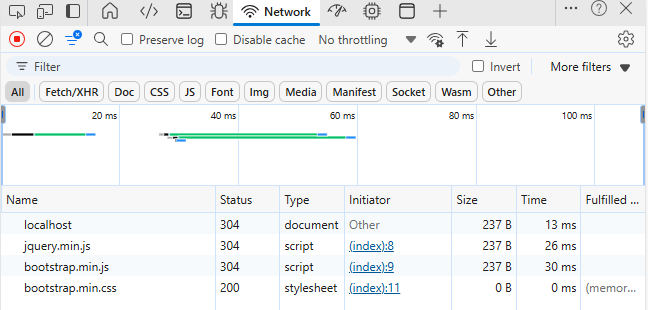 Network
Preserve log Disable cache No throttling
Filter Invert More filters
All Fetch/XHR Doc CSS JS Font Img Media Manifest Socket Wasm Other
20 ms 40 ms 60 ms 80 ms 100 ms
Name Status Type Initiator Size Time Fulfilled ...
localhost 304 document Other 237 B 13 ms
jquery.min.js 304 script (index):8 237 B 26 ms
bootstrap.min.js 304 script (index):9 237 B 30 ms
bootstrap.min.css 200 stylesheet (index):11 0 B 0 ms (memor...